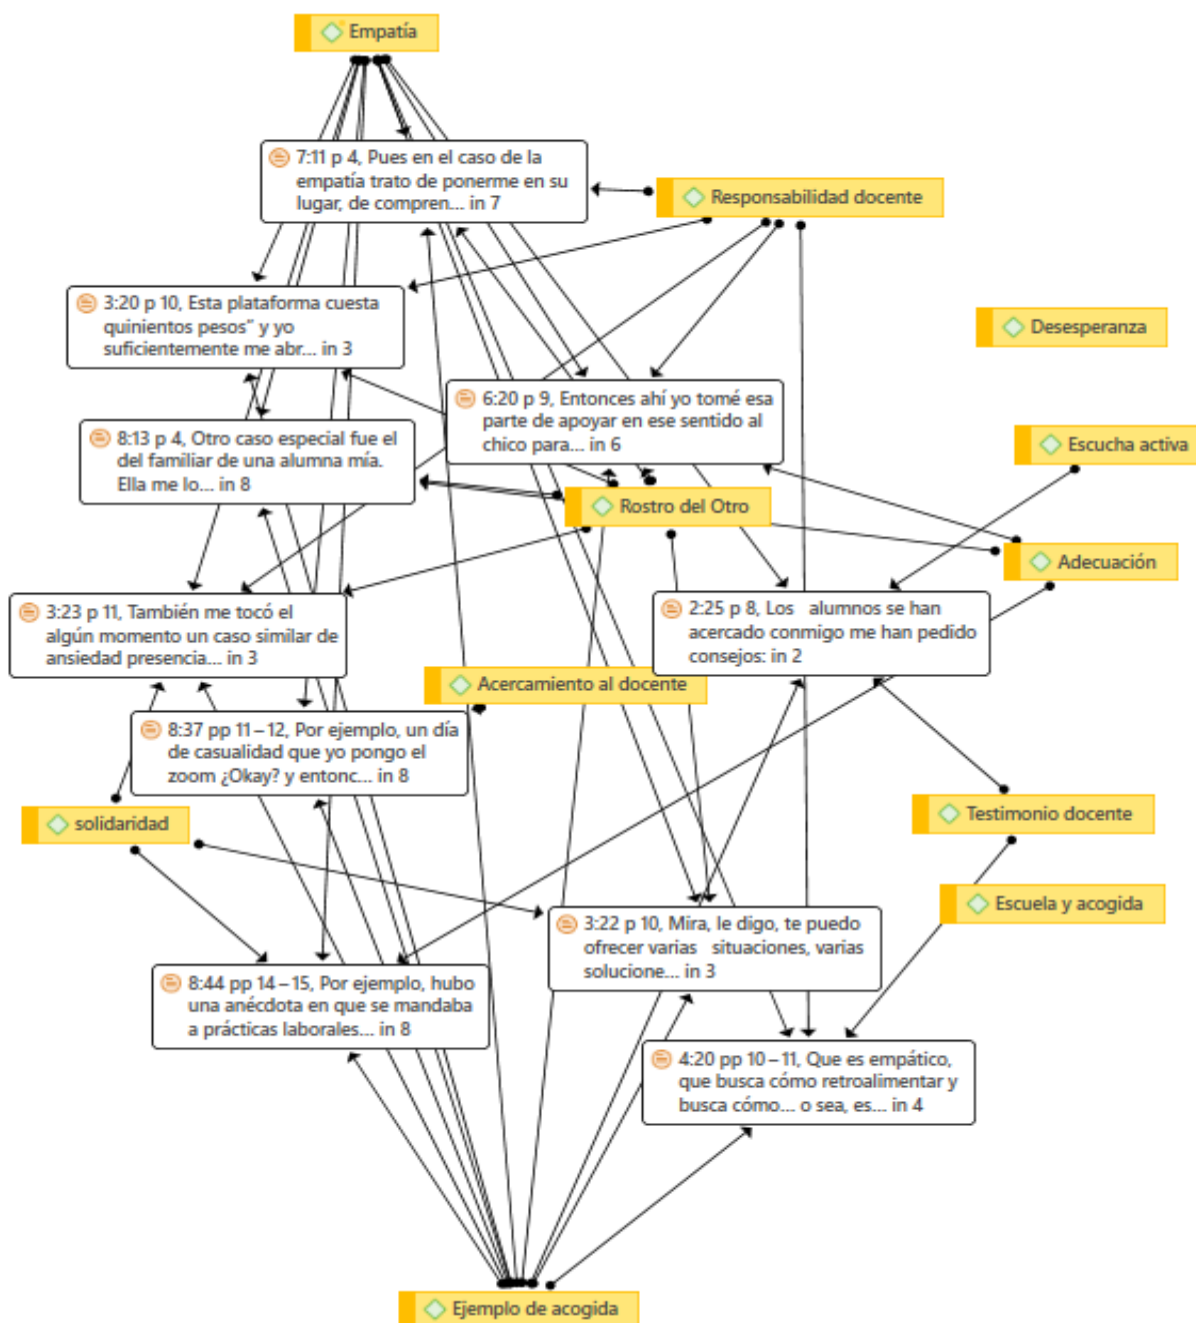 Empatía
7:11 p 4, Pues en el caso de la
empatía trato de ponerme en su
lugar, de compren... in 7
Responsabilidad docente
3:20 p 10, Esta plataforma cuesta
quinientos pesos" y yo
suficientemente me abr... in 3
Desesperanza
6:20 p 9, Entonces ahí yo tomé esa
parte de apoyar en ese sentido al
chico para... in 6
8:13 p 4, Otro caso especial fue el
del familiar de una alumna mía.
Ella me lo... in 8
Escucha activa
Rostro del Otro
Adecuación
3:23 p 11, También me tocó el
algún momento un caso similar de
ansiedad presencia... in 3
2:25 p 8, Los alumnos se han
acercado conmigo me han pedido
consejos: in 2
Acercamiento al docente
8:37 pp 11–12, Por ejemplo, un día
de casualidad que yo pongo el
zoom ¿Okay? y entonc... in 8
solidaridad
Testimonio docente
Escuela y acogida
3:22 p 10, Mira, le digo, te puedo
ofrecer varias situaciones, varias
solucione... in 3
8:44 pp 14–15, Por ejemplo, hubo
una anécdota en que se mandaba
a prácticas laborales... in 8
4:20 pp 10–11, Que es empático,
que busca cómo retroalimentar y
busca cómo... o sea, es... in 4
Ejemplo de acogida